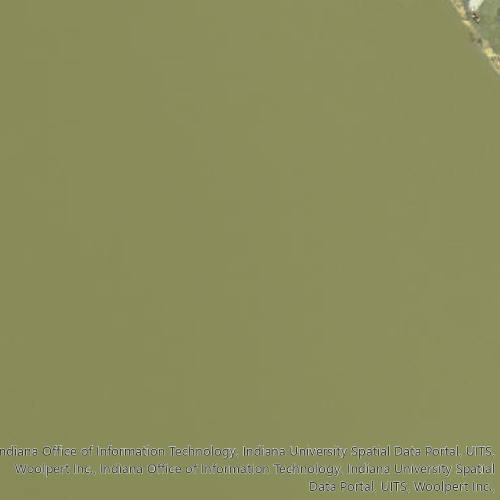 ndiana Office of Information Technology, Indiana University Spatial Data Portal, UITS,
Woolpert Inc., Indiana Office of Information Technology, Indiana University Spatial
Data Portal, UITS, Woolpert Inc.